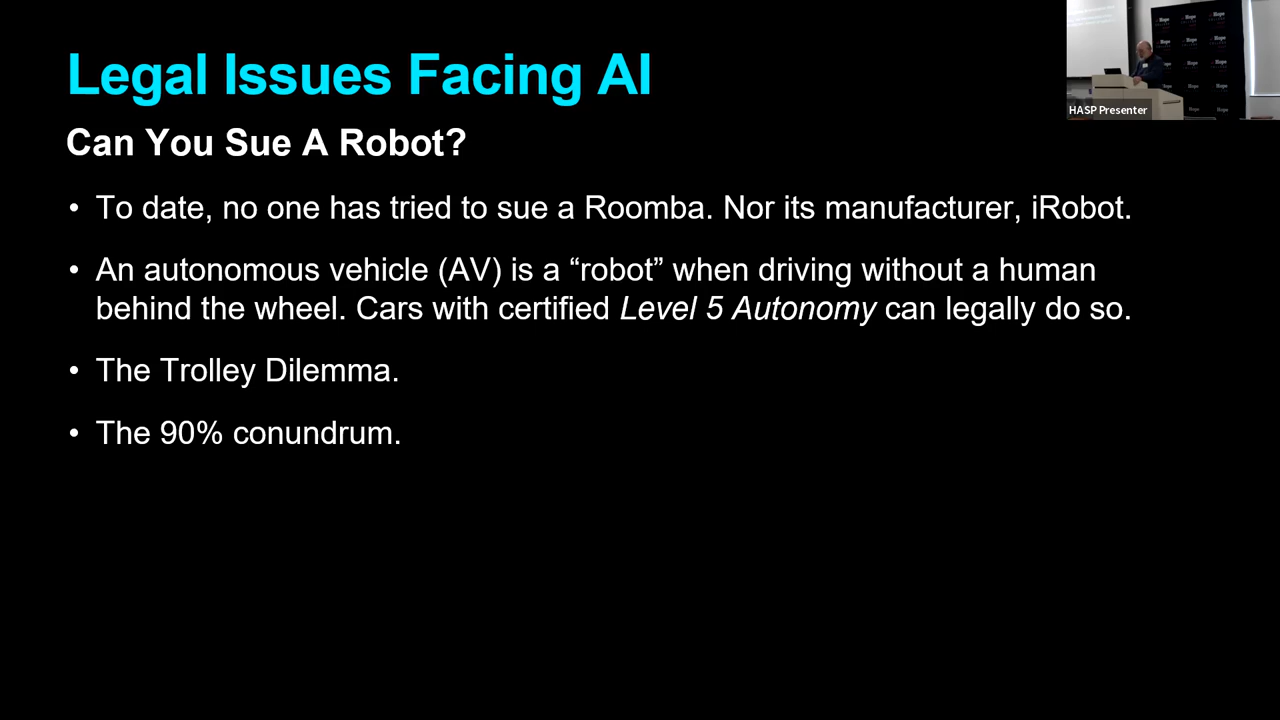 Legal Issues Facing AI
Can You Sue A Robot?
• To date, no one has tried to sue a Roomba. Nor its manufacturer, iRobot.
• An autonomous vehicle (AV) is a “robot” when driving without a human
behind the wheel. Cars with certified Level 5 Autonomy can legally do so.
• The Trolley Dilemma.
• The 90% conundrum.
HASP Presenter